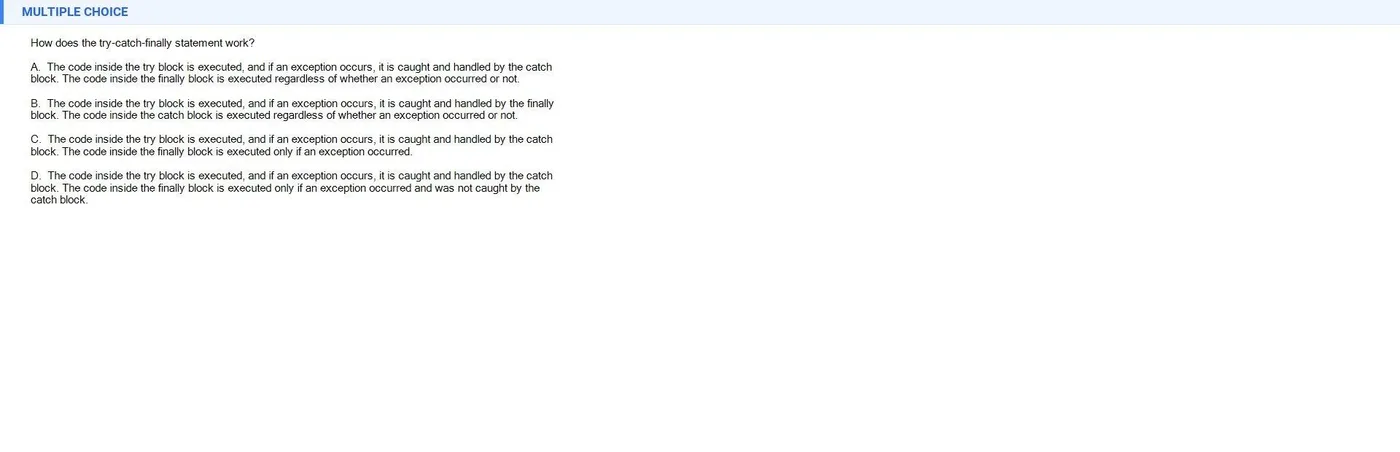 MULTIPLE CHOICE
How does the try-catch-finally statement work?
A. The code inside the try block is executed, and if an exception occurs, it is caught and handled by the catch
block. The code inside the finally block is executed regardless of whether an exception occurred or not.
B. The code inside the try block is executed, and if an exception occurs, it is caught and handled by the finally
block. The code inside the catch block is executed regardless of whether an exception occurred or not.
C. The code inside the try block is executed, and if an exception occurs, it is caught and handled by the catch
block. The code inside the finally block is executed only if an exception occurred.
D. The code inside the try block is executed, and if an exception occurs, it is caught and handled by the catch
block. The code inside the finally block is executed only if an exception occurred and was not caught by the
catch block.